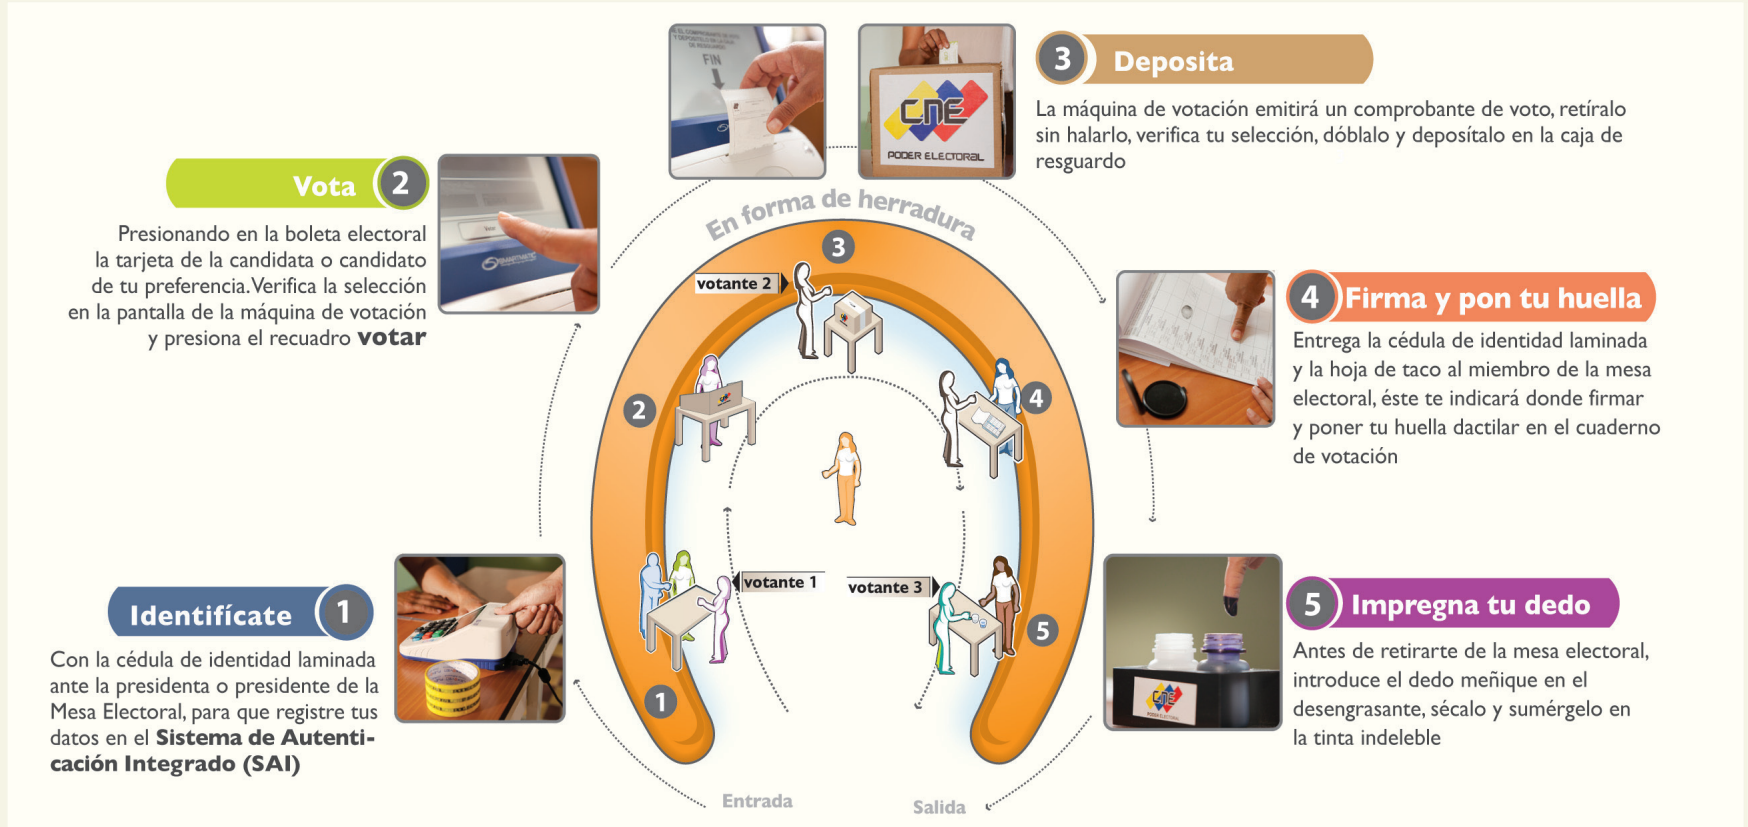 Identifícate 1
Con la cédula de identidad laminada
ante la presidenta o presidente de la
Mesa Electoral, para que registre tus
datos en el Sistema de Autenti-
cación Integrado (SAI)
Vota 2
Presionando en la boleta electoral
la tarjeta de la candidata o candidato
de tu preferencia. Verifica la selección
en la pantalla de la máquina de votación
y presiona el recuadro votar
FIN
CNE
PODER ELECTORAL
3 Deposita
La máquina de votación emitirá un comprobante de voto, retíralo
sin halarlo, verifica tu selección, dóblalo y deposítalo en la caja de
resguardo
4 Firma y pon tu huella
Entrega la cédula de identidad laminada
y la hoja de taco al miembro de la mesa
electoral, éste te indicará donde firmar
y poner tu huella dactilar en el cuaderno
de votación
5 Impregna tu dedo
Antes de retirarte de la mesa electoral,
introduce el dedo meñique en el
desengrasante, sécalo y sumérgelo en
la tinta indeleble
CNE
PODER ELECTORAL
En forma de herradura
3
votante 2
2
4
votante 1
votante 3
5
1
Entrada
Salida